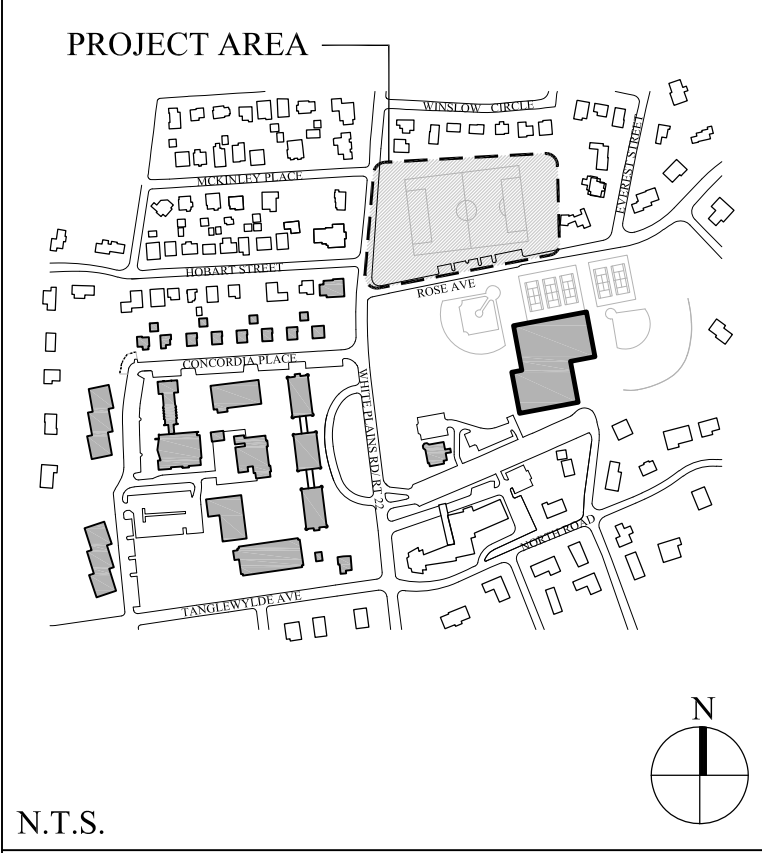 PROJECT AREA
WINSLOW CIRCLE
EVEREST STREET
MCKINLEY PLACE
HOBART STREET
ROSE AVE
CONCORDIA PLACE
WHITE PLAINS RD/ RT 22
NORTH ROAD
TANGLEWYLDE AVE
N
N.T.S.